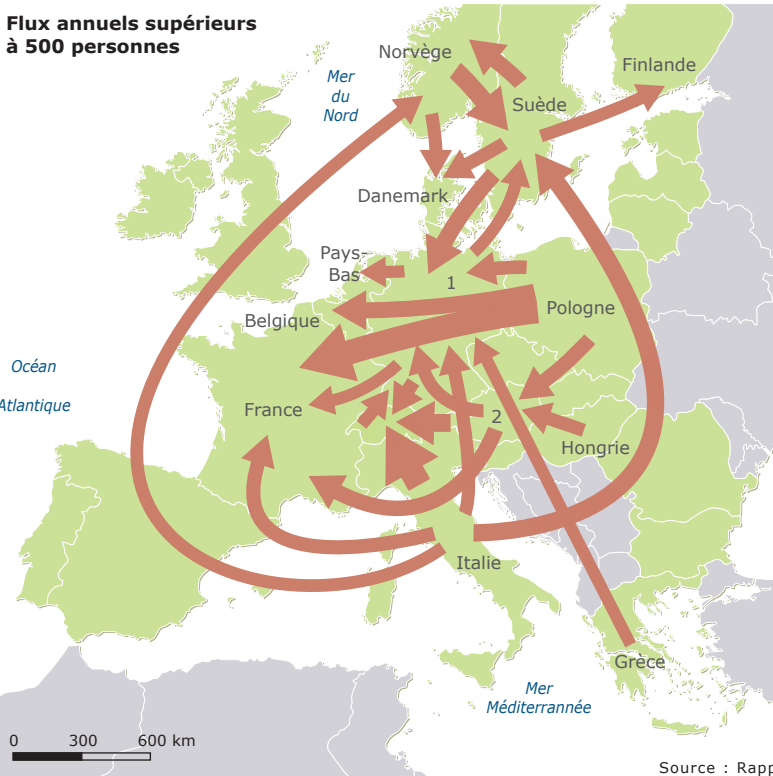 Flux annuels supérieurs
à 500 personnes
Norvège
Finlande
Mer
du
Nord
Suède
Danemark
Pays-
Bas
1
Belgique
Pologne
Océan
Atlantique
France
2
Hongrie
Italie
Grèce
Mer
Méditerrannée
0 300 600 km
Source : Rapp